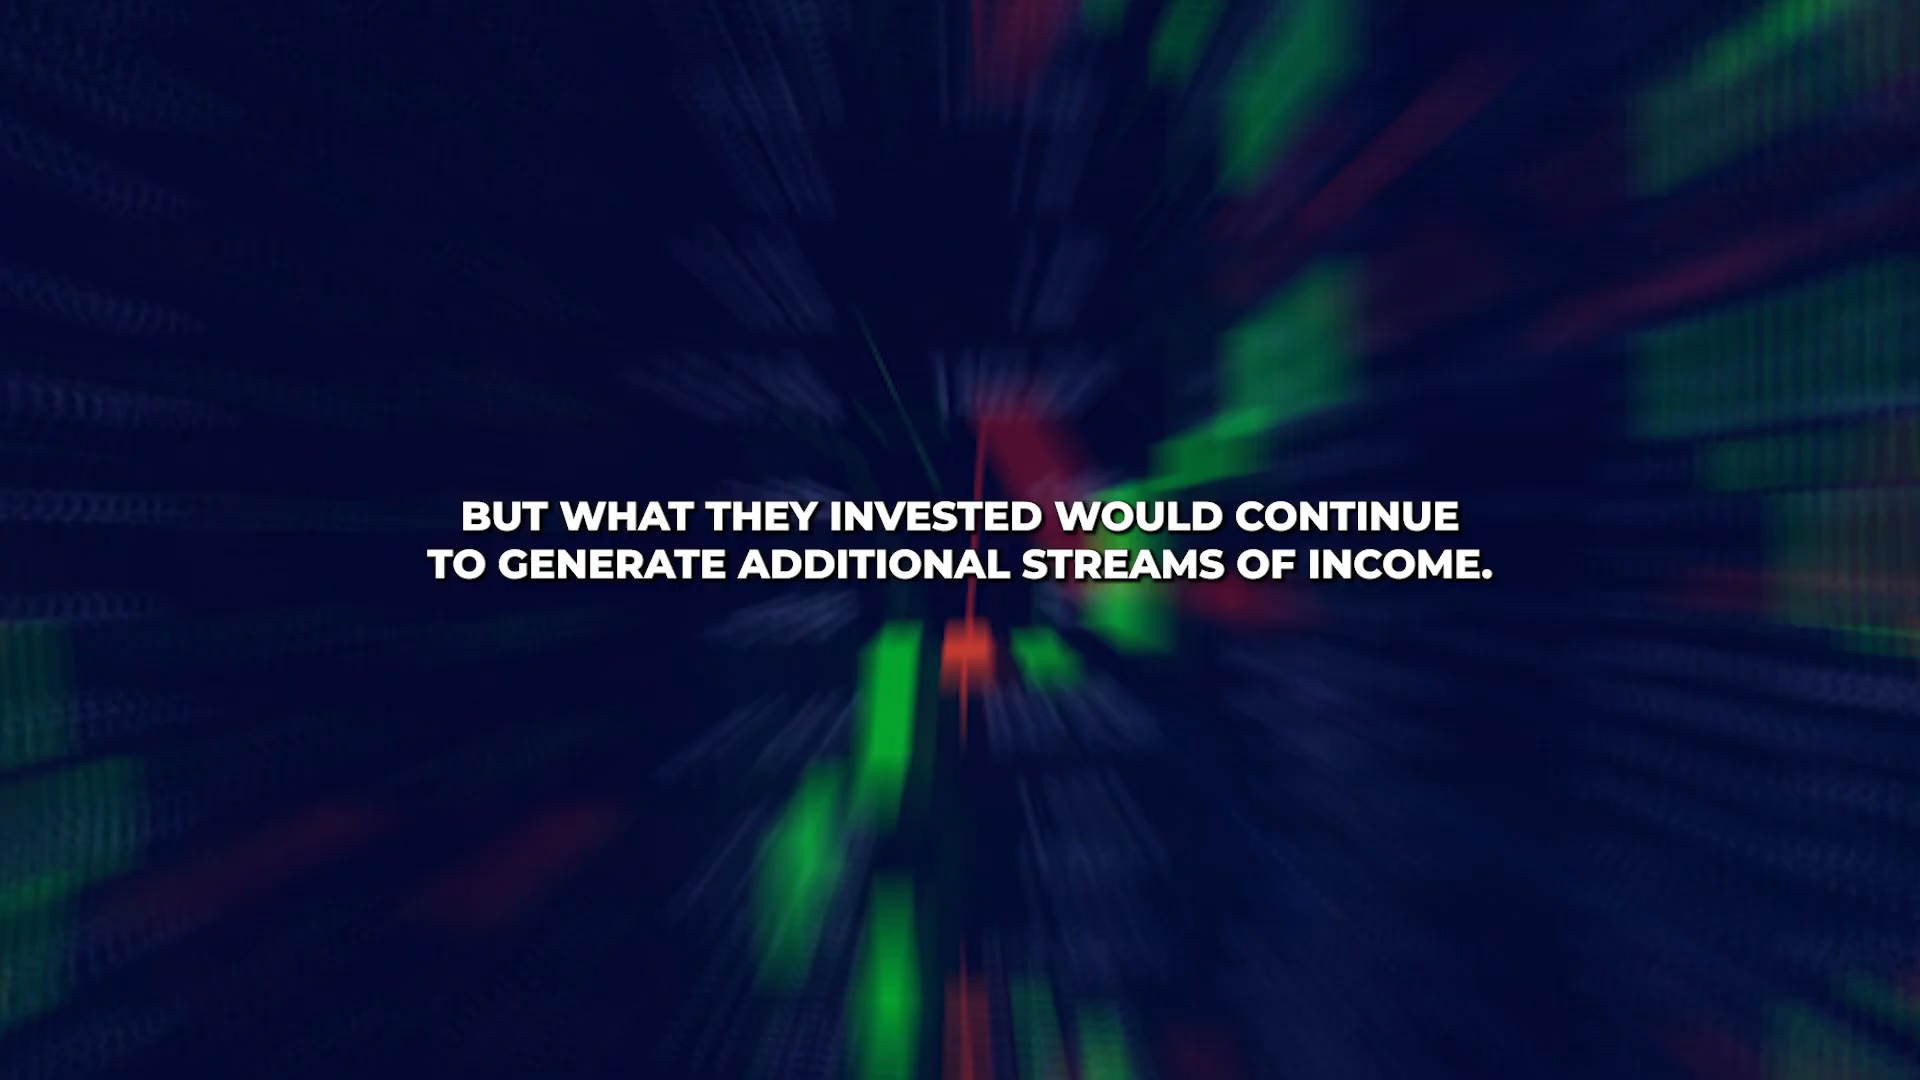 BUT WHAT THEY INVESTED WOULD CONTINUE
TO GENERATE ADDITIONAL STREAMS OF INCOME.